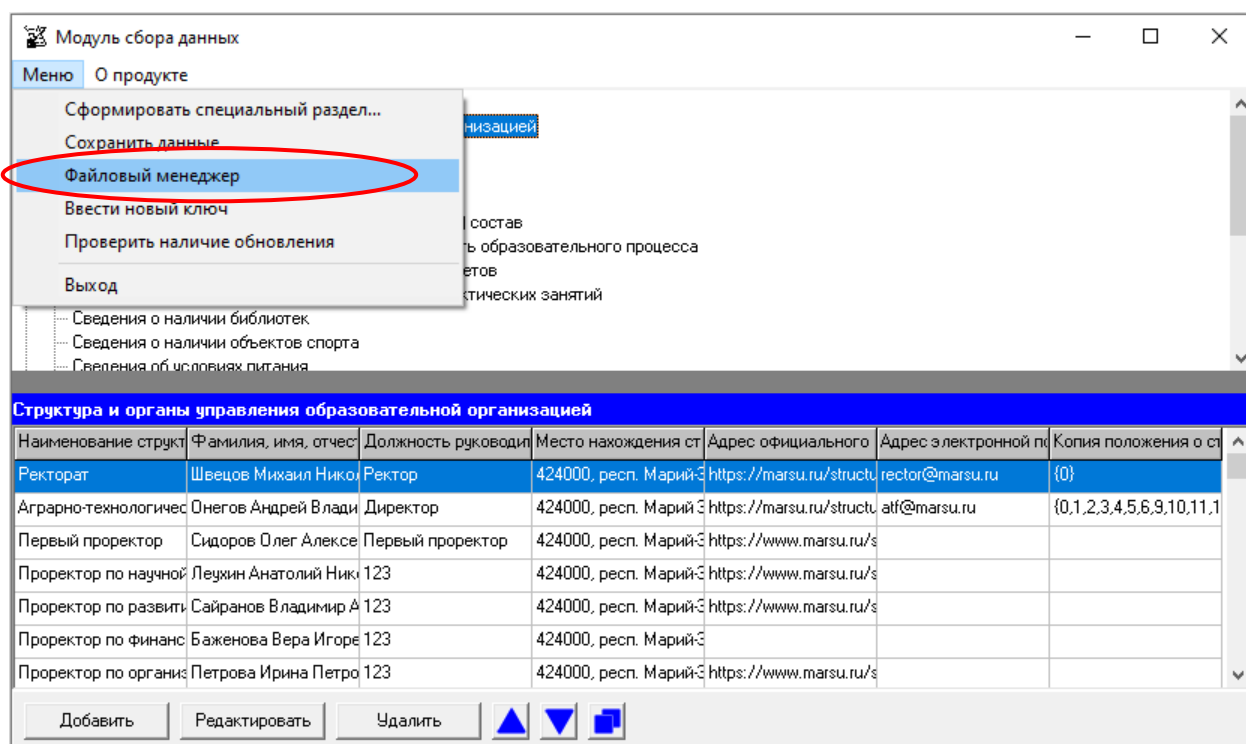 Модуль сбора данных
Меню О продукте
Сформировать специальный раздел...
низацией
Сохранить данные
Файловый менеджер
Ввести новый ключ
состав
Проверить наличие обновления
ь образовательного процесса
етов
Выход
ктических занятий
Сведения о наличии библиотек
Сведения о наличии объектов спорта
Сведения об условиях питания
Структура и органы управления образовательной организацией
Наименование структ Фамилия, имя, отчест Должность руководит Место нахождения ст Адрес официального Адрес электронной по Копия положения о ст
Ректорат Швецов Михаил Никол Ректор 424000, респ. Марий-Э https://marsu.ru/structu rector@marsu.ru {0}
Аграрно-технологичес Онегов Андрей Влади Директор 424000, респ. Марий Э https://marsu.ru/structu atf@marsu.ru {0,1,2,3,4,5,6,9,10,11,1
Первый проректор Сидоров Олег Алексе Первый проректор 424000, респ. Марий-Э https://www.marsu.ru/s
Проректор по научной Леухин Анатолий Нико 123 424000, респ. Марий-Э https://www.marsu.ru/s
Проректор по развити Сайранов Владимир А 123 424000, респ. Марий-Э https://www.marsu.ru/s
Проректор по финанс Баженова Вера Игоре 123 424000, респ. Марий-Э
Проректор по организ Петрова Ирина Петро 123 424000, респ. Марий-Э https://www.marsu.ru/s
Добавить Редактировать Удалить